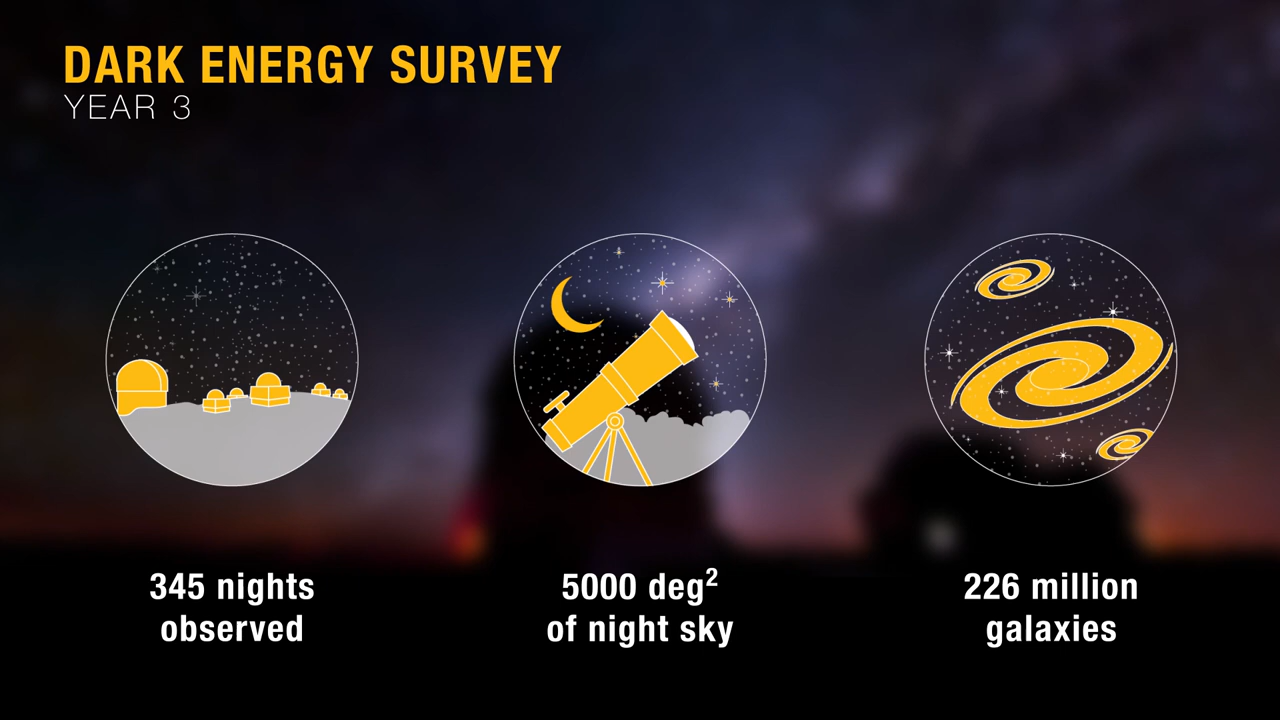 DARK ENERGY SURVEY
YEAR 3
345 nights
observed
5000 deg²
of night sky
226 million
galaxies